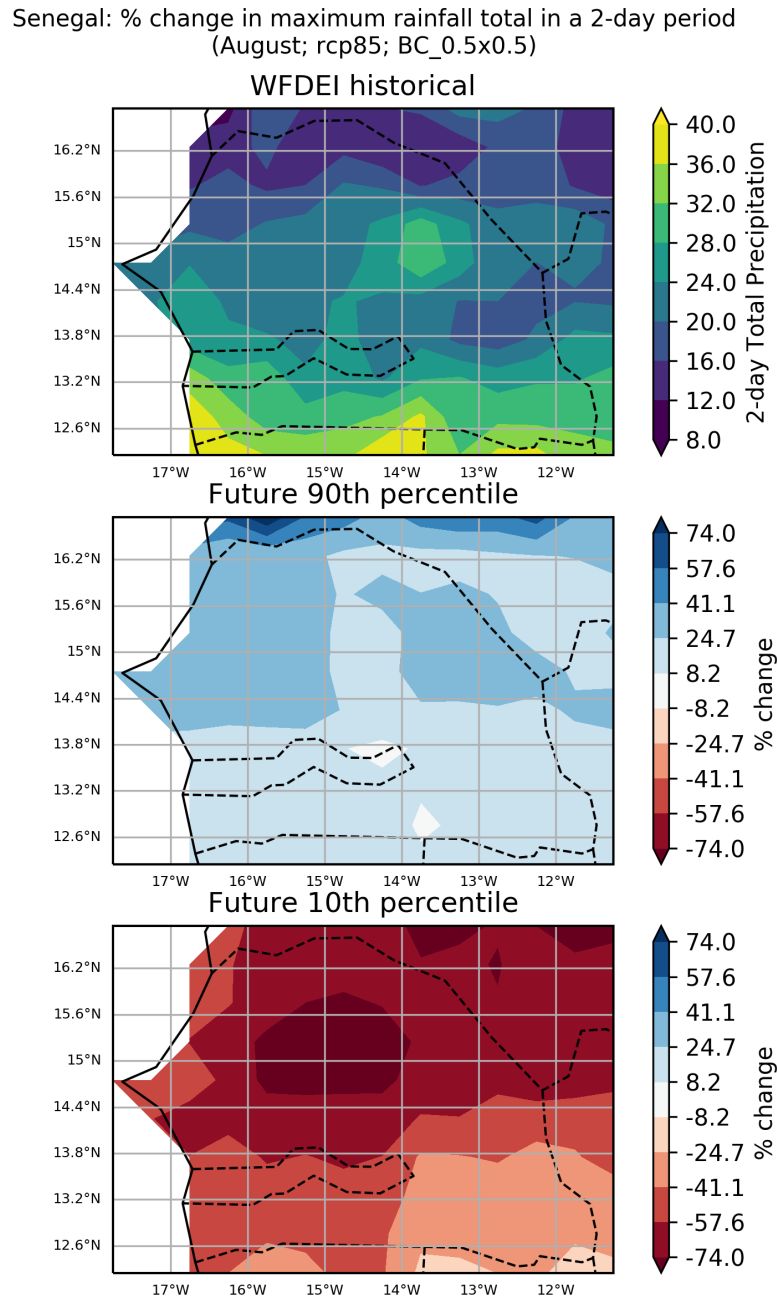 Senegal: % change in maximum rainfall total in a 2-day period
(August; rcp85; BC_0.5x0.5)
WFDEI historical
16.2°N
15.6°N
15°N
14.4°N
13.8°N
13.2°N
12.6°N
17°W 16°W 15°W 14°W 13°W 12°W
40.0
36.0
32.0
28.0
24.0
20.0
16.0
12.0
8.0
2-day Total Precipitation
Future 90th percentile
16.2°N
15.6°N
15°N
14.4°N
13.8°N
13.2°N
12.6°N
17°W 16°W 15°W 14°W 13°W 12°W
74.0
57.6
41.1
24.7
8.2
-8.2
-24.7
-41.1
-57.6
-74.0
% change
Future 10th percentile
16.2°N
15.6°N
15°N
14.4°N
13.8°N
13.2°N
12.6°N
17°W 16°W 15°W 14°W 13°W 12°W
74.0
57.6
41.1
24.7
8.2
-8.2
-24.7
-41.1
-57.6
-74.0
% change